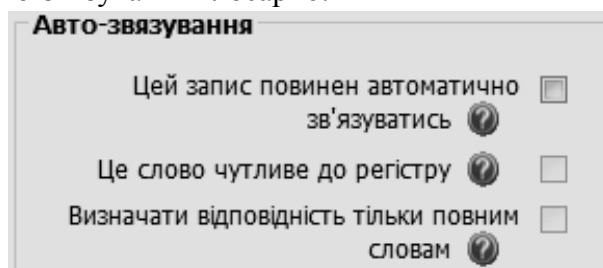 Авто-звязування
Цей запис повинен автоматично
зв'язуватись
Це слово чутливе до регістру
Визначати відповідність тільки повним
словам